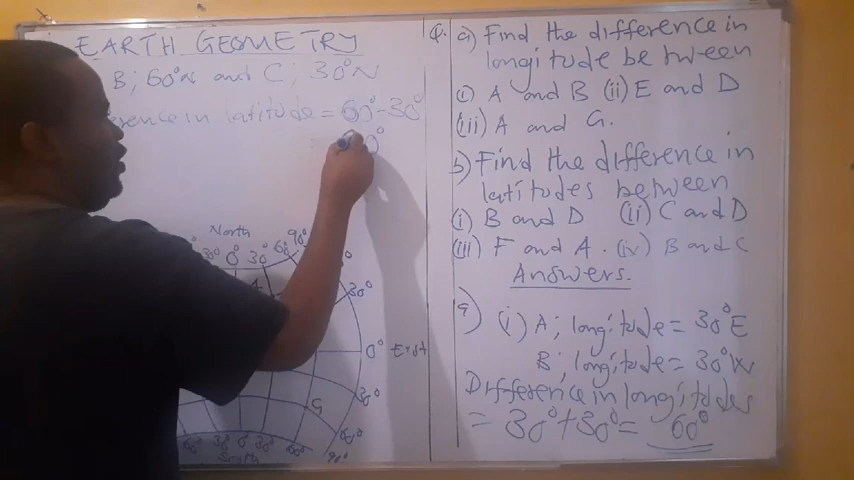 EARTH GEOMETRY
B; 60°N and C; 30°N
erence in latitude = 60° - 30°
0°
North
30° 0° 30° 60° 90°
A
30°
0° East
30°
G
60°
90°
60° 30° 0° 30° 60°
South
Q. a) Find the difference in
longitude between
(i) A and B (ii) E and D
(iii) A and G.
b) Find the difference in
latitudes between
(i) B and D (ii) C and D
(iii) F and A. (iv) B and C
Answers.
a) (i) A; longitude = 30°E
B; longitude = 30°W
Difference in longitudes
= 30° + 30° = 60°